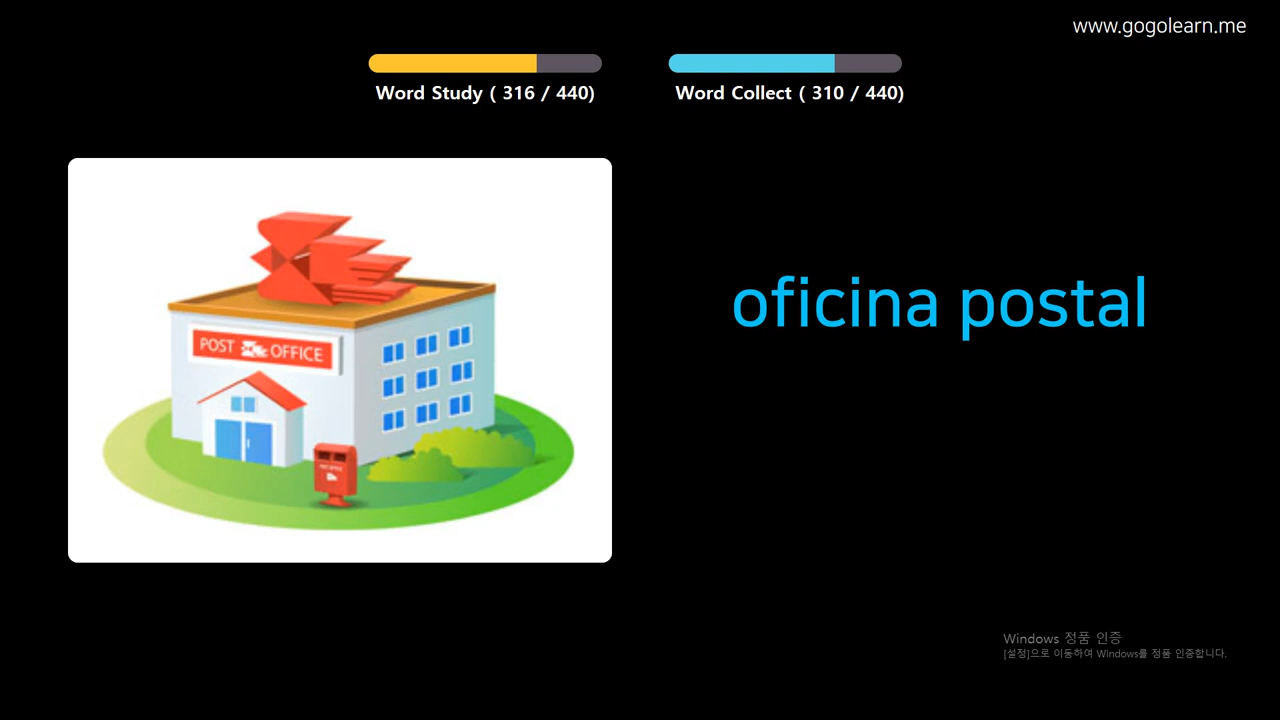 www.gogolearn.me
Word Study ( 316 / 440)
Word Collect ( 310 / 440)
POST OFFICE
oficina postal
POST OFFICE
Windows 정품 인증
[설정]으로 이동하여 Windows를 정품 인증합니다.